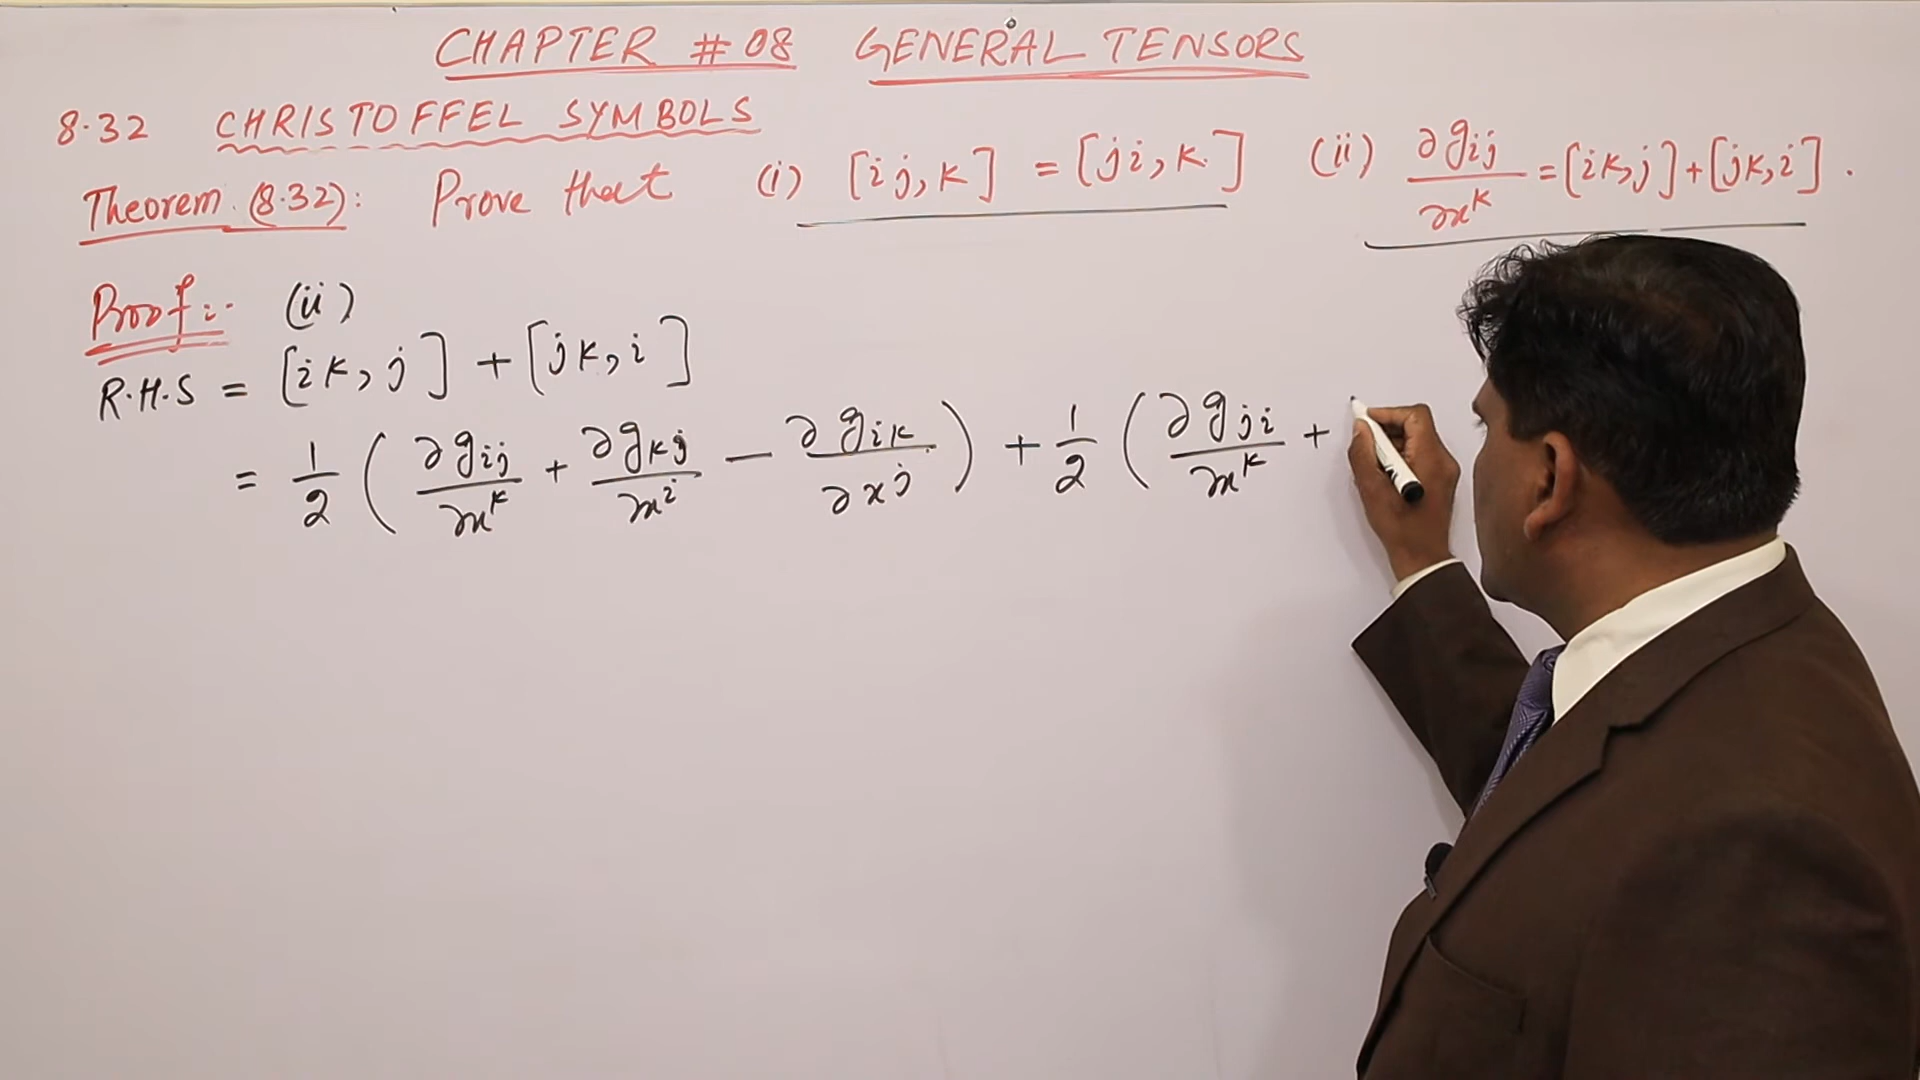 CHAPTER # 08 GENERAL TENSORS
8.32 CHRISTOFFEL SYMBOLS
Theorem (8.32): Prove that (i) [ij,k] = [ji,k] (ii) ∂gij/∂x^k = [ik,j] + [jk,i].
Proof:- (ii)
R.H.S = [ik,j] + [jk,i]
= 1/2 (∂gij/∂x^k + ∂gkj/∂x^i − ∂gik/∂x^j) + 1/2 (∂gji/∂x^k +